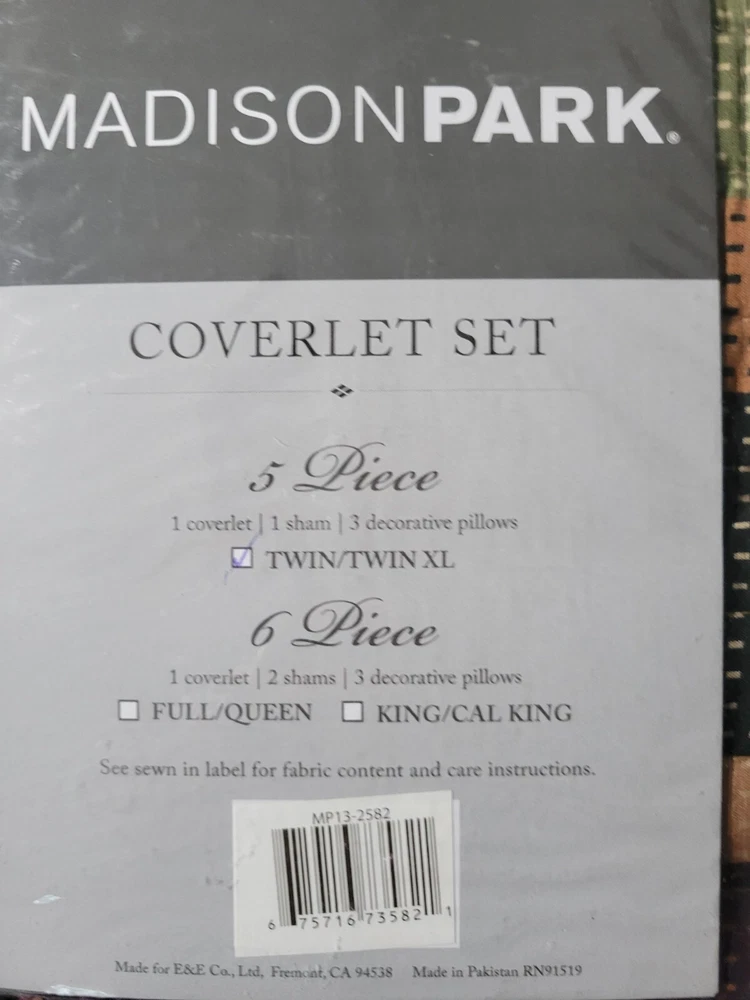 MADISONPARK®
COVERLET SET
5 Piece
1 coverlet | 1 sham | 3 decorative pillows
TWIN/TWIN XL
6 Piece
1 coverlet | 2 shams | 3 decorative pillows
FULL/QUEEN KING/CAL KING
See sewn in label for fabric content and care instructions.
MP13-2582
6 75716 73582 1
Made for E&E Co., Ltd, Fremont, CA 94538 Made in Pakistan RN91519